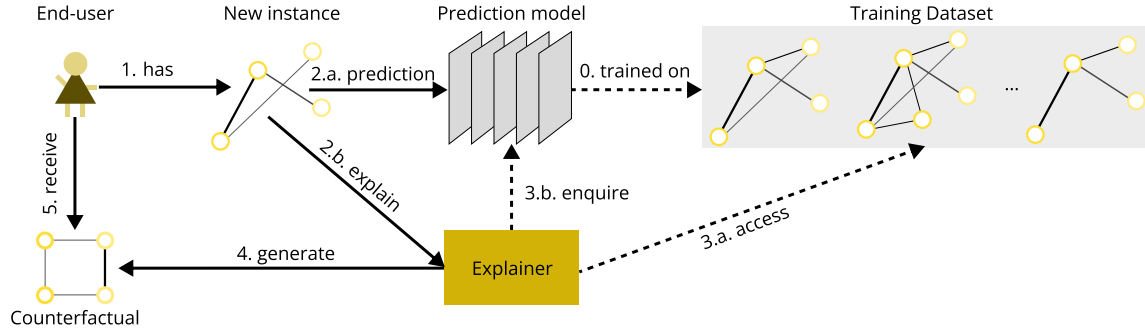 End-user
New instance
Prediction model
Training Dataset
1. has
2.a. prediction
0. trained on
...
2.b. explain
5. receive
3.b. enquire
3.a. access
4. generate
Explainer
Counterfactual